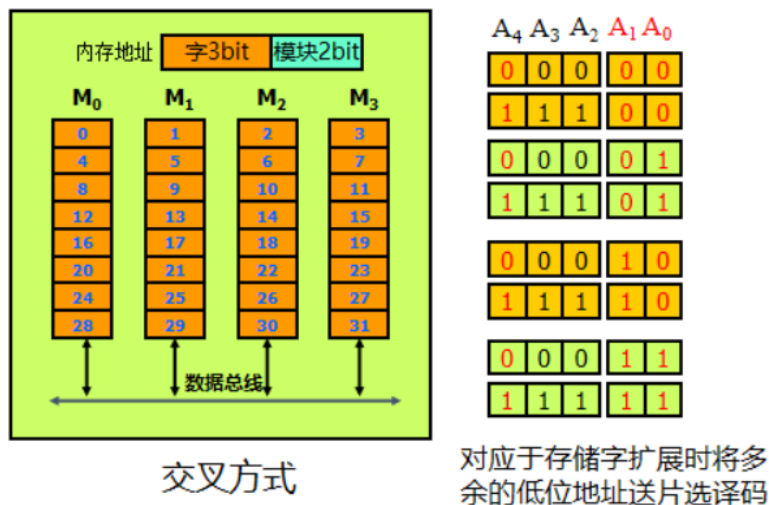 内存地址 字3bit 模块2bit
M₀ M₁ M₂ M₃
0 1 2 3
4 5 6 7
8 9 10 11
12 13 14 15
16 17 18 19
20 21 22 23
24 25 26 27
28 29 30 31
数据总线
交叉方式
A₄ A₃ A₂ A₁ A₀
0 0 0 0 0
1 1 1 0 0
0 0 0 0 1
1 1 1 0 1
0 0 0 1 0
1 1 1 1 0
0 0 0 1 1
1 1 1 1 1
对应于存储字扩展时将多
余的低位地址送片选译码